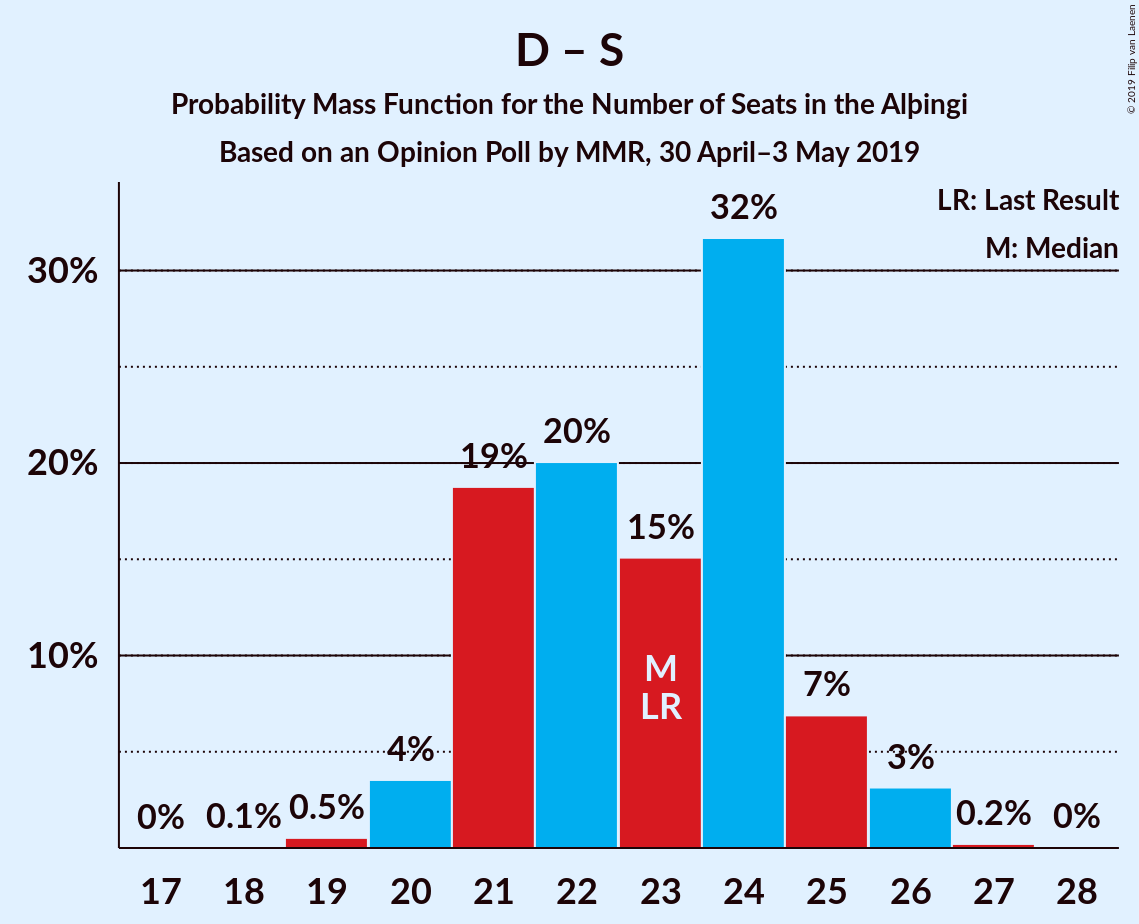 D – S
Probability Mass Function for the Number of Seats in the Alþingi
Based on an Opinion Poll by MMR, 30 April–3 May 2019
© 2019 Filip van Laenen
LR: Last Result
M: Median
30%
20%
10%
0%
0.1%
0.5%
4%
19%
20%
15%
32%
7%
3%
0.2%
0%
M
LR
17 18 19 20 21 22 23 24 25 26 27 28